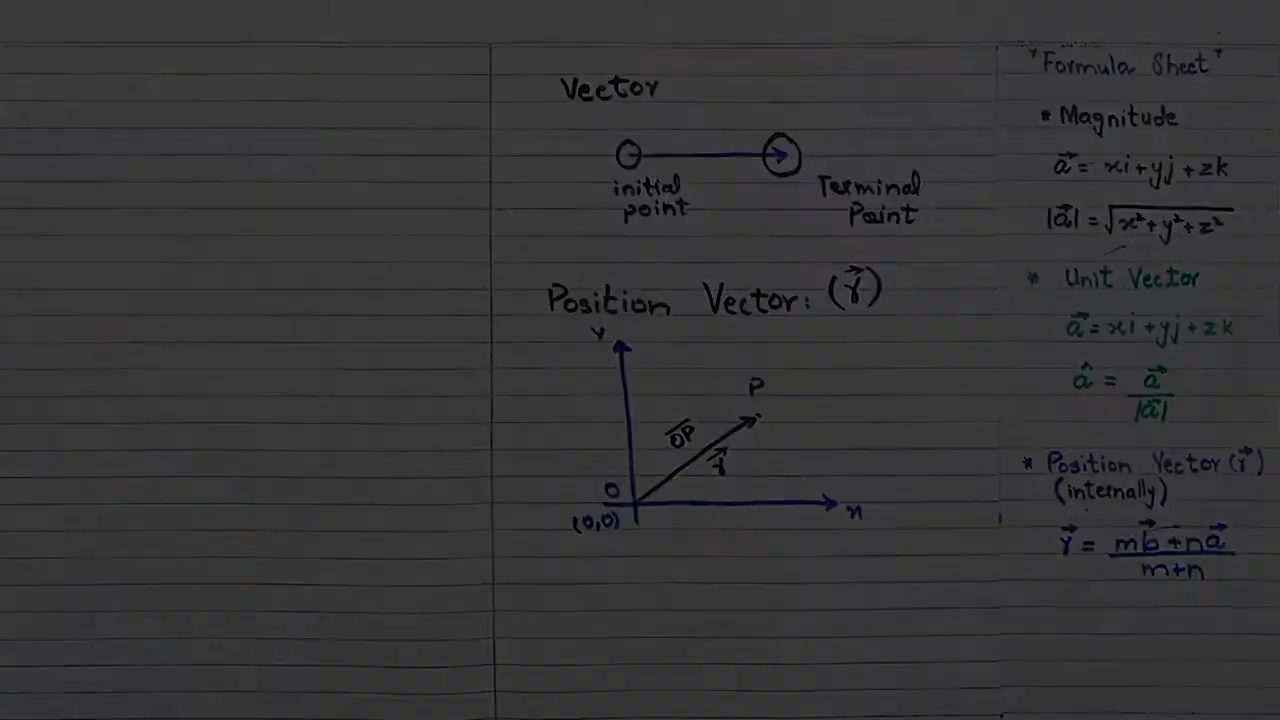 Vector
initial
point
Terminal
Point
Position Vector: (r⃗)
Y
P
OP
r⃗
O
(0,0)
x
"Formula Sheet"
* Magnitude
a⃗ = xi+yj+zk
|a⃗| = √x²+y²+z²
* Unit Vector
a⃗ = xi+yj+zk
â = a⃗
|a⃗|
* Position Vector (r⃗)
(internally)
r⃗ = mb⃗+na⃗
m+n